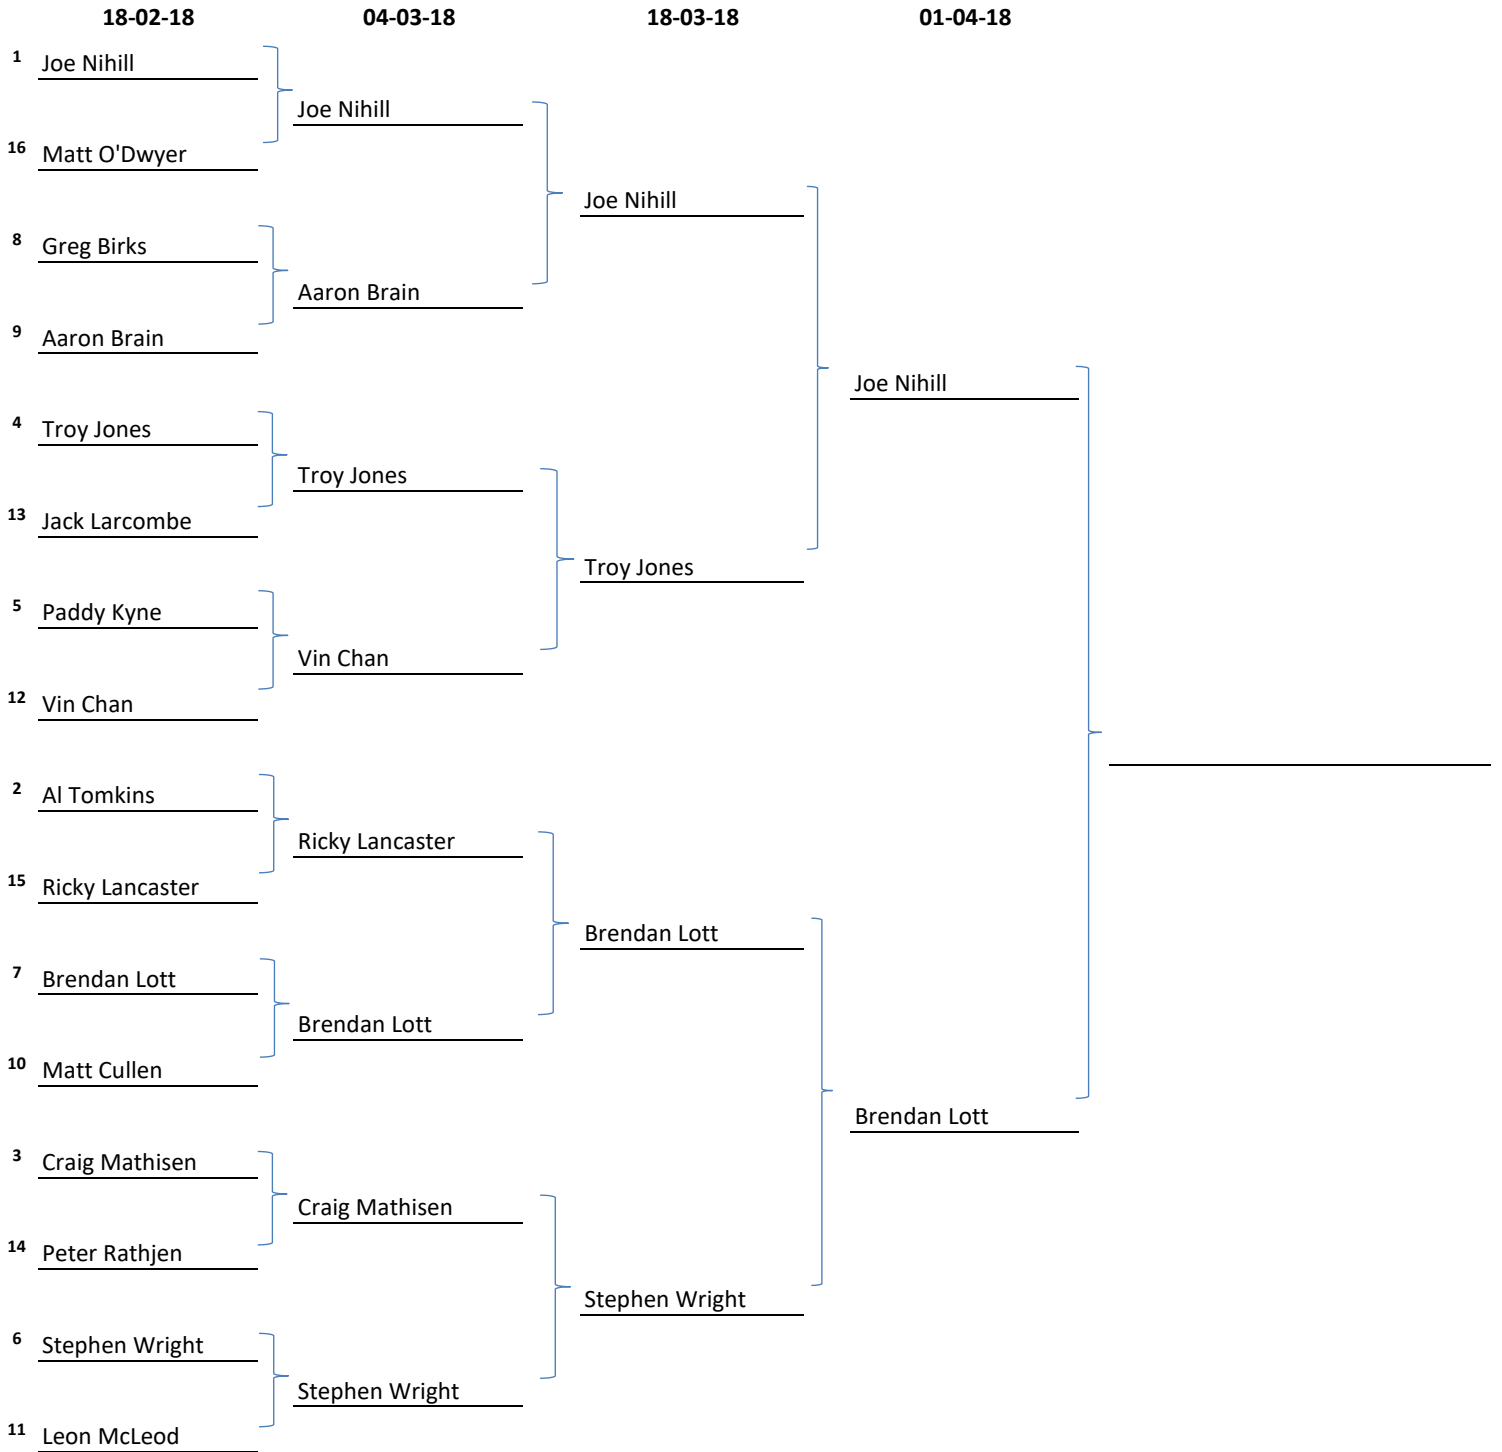 18-02-18 04-03-18 18-03-18 01-04-18
1 Joe Nihill
Joe Nihill
16 Matt O'Dwyer
Joe Nihill
8 Greg Birks
Aaron Brain
9 Aaron Brain
Joe Nihill
4 Troy Jones
Troy Jones
13 Jack Larcombe
Troy Jones
5 Paddy Kyne
Vin Chan
12 Vin Chan
2 Al Tomkins
Ricky Lancaster
15 Ricky Lancaster
Brendan Lott
7 Brendan Lott
Brendan Lott
10 Matt Cullen
Brendan Lott
3 Craig Mathisen
Craig Mathisen
14 Peter Rathjen
Stephen Wright
6 Stephen Wright
Stephen Wright
11 Leon McLeod